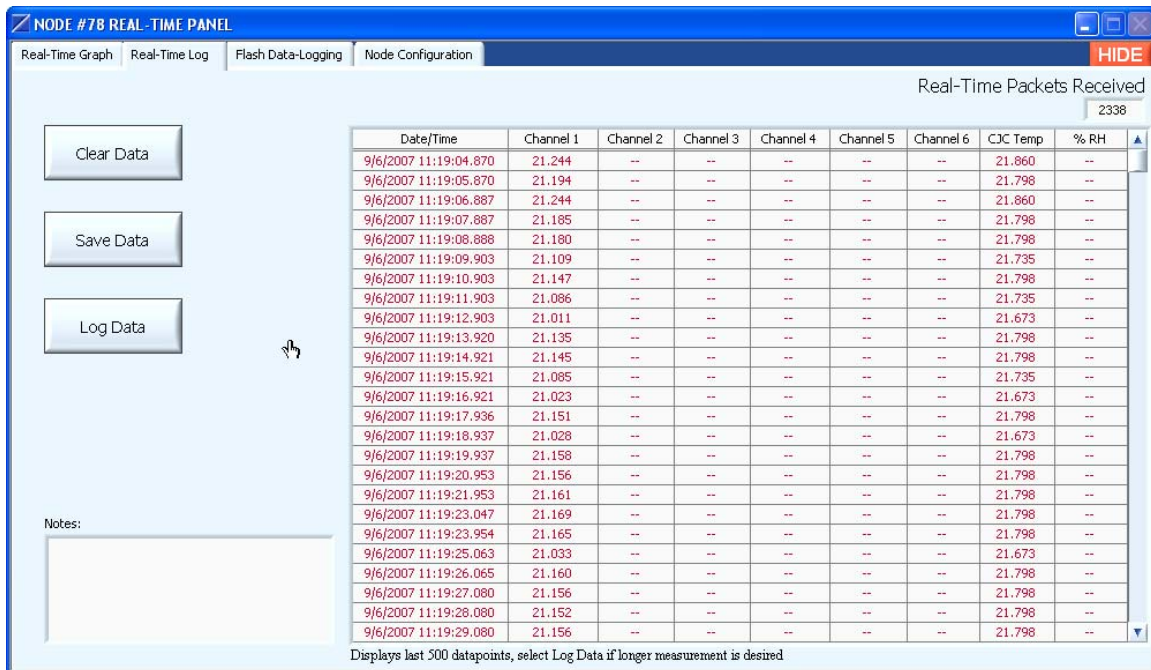 NODE #78 REAL-TIME PANEL
Real-Time Graph Real-Time Log Flash Data-Logging Node Configuration HIDE
Real-Time Packets Received
2338
Clear Data
Save Data
Log Data
Notes:
Date/Time Channel 1 Channel 2 Channel 3 Channel 4 Channel 5 Channel 6 CJC Temp % RH
9/6/2007 11:19:04.870 21.244 -- -- -- -- -- 21.860 --
9/6/2007 11:19:05.870 21.194 -- -- -- -- -- 21.798 --
9/6/2007 11:19:06.887 21.244 -- -- -- -- -- 21.860 --
9/6/2007 11:19:07.887 21.185 -- -- -- -- -- 21.798 --
9/6/2007 11:19:08.888 21.180 -- -- -- -- -- 21.798 --
9/6/2007 11:19:09.903 21.109 -- -- -- -- -- 21.735 --
9/6/2007 11:19:10.903 21.147 -- -- -- -- -- 21.798 --
9/6/2007 11:19:11.903 21.086 -- -- -- -- -- 21.735 --
9/6/2007 11:19:12.903 21.011 -- -- -- -- -- 21.673 --
9/6/2007 11:19:13.920 21.135 -- -- -- -- -- 21.798 --
9/6/2007 11:19:14.921 21.145 -- -- -- -- -- 21.798 --
9/6/2007 11:19:15.921 21.085 -- -- -- -- -- 21.735 --
9/6/2007 11:19:16.921 21.023 -- -- -- -- -- 21.673 --
9/6/2007 11:19:17.936 21.151 -- -- -- -- -- 21.798 --
9/6/2007 11:19:18.937 21.028 -- -- -- -- -- 21.673 --
9/6/2007 11:19:19.937 21.158 -- -- -- -- -- 21.798 --
9/6/2007 11:19:20.953 21.156 -- -- -- -- -- 21.798 --
9/6/2007 11:19:21.953 21.161 -- -- -- -- -- 21.798 --
9/6/2007 11:19:23.047 21.169 -- -- -- -- -- 21.798 --
9/6/2007 11:19:23.954 21.165 -- -- -- -- -- 21.798 --
9/6/2007 11:19:25.063 21.033 -- -- -- -- -- 21.673 --
9/6/2007 11:19:26.065 21.160 -- -- -- -- -- 21.798 --
9/6/2007 11:19:27.080 21.156 -- -- -- -- -- 21.798 --
9/6/2007 11:19:28.080 21.152 -- -- -- -- -- 21.798 --
9/6/2007 11:19:29.080 21.156 -- -- -- -- -- 21.798 --
Displays last 500 datapoints, select Log Data if longer measurement is desired